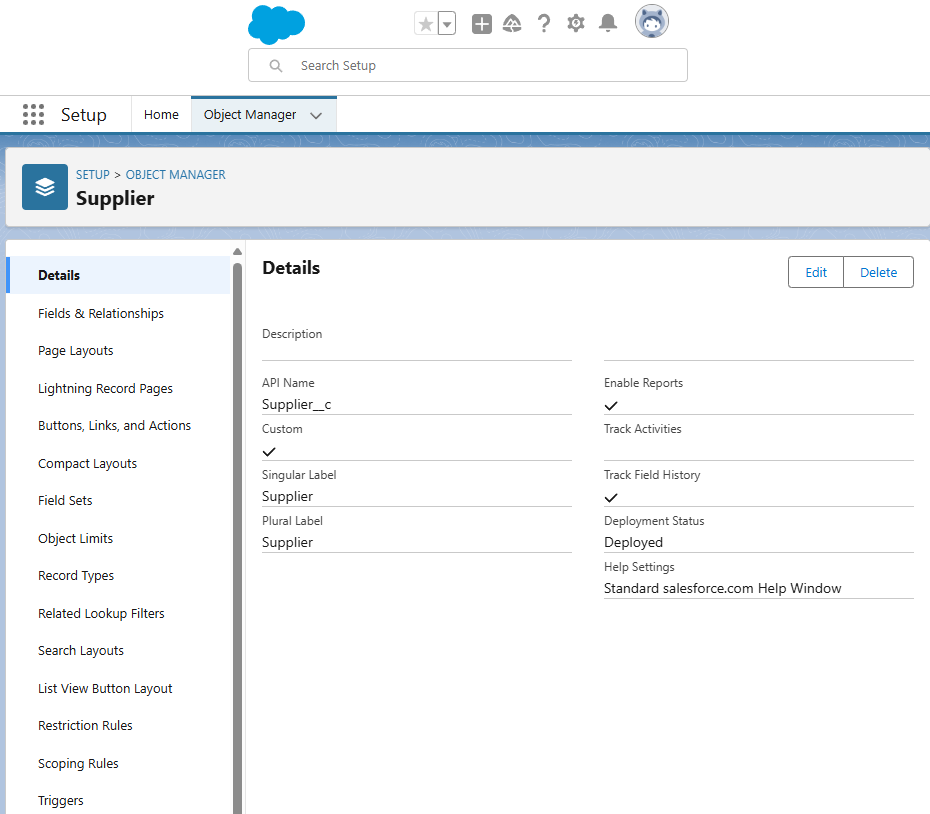 Search Setup
Setup
Home
Object Manager
SETUP > OBJECT MANAGER
Supplier
Details
Fields & Relationships
Page Layouts
Lightning Record Pages
Buttons, Links, and Actions
Compact Layouts
Field Sets
Object Limits
Record Types
Related Lookup Filters
Search Layouts
List View Button Layout
Restriction Rules
Scoping Rules
Triggers
Details
Edit
Delete
Description
API Name
Supplier__c
Custom
Singular Label
Supplier
Plural Label
Supplier
Enable Reports
Track Activities
Track Field History
Deployment Status
Deployed
Help Settings
Standard salesforce.com Help Window